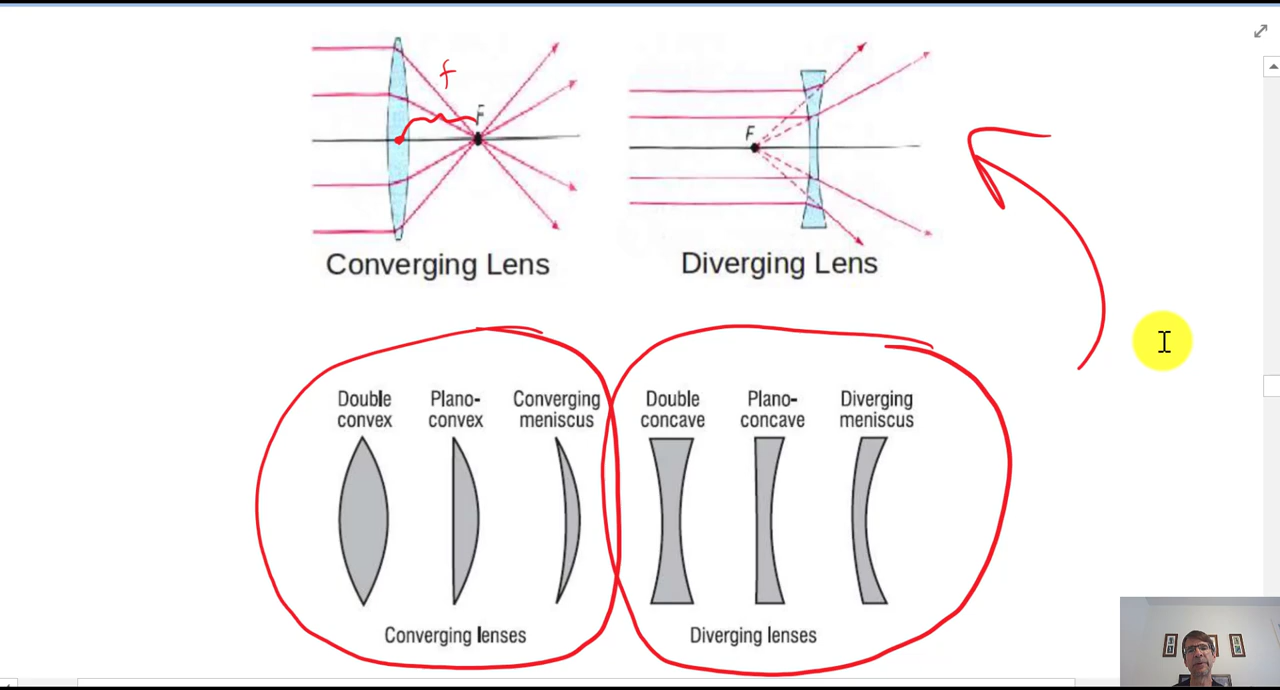 f
F
F
Converging Lens
Diverging Lens
Double convex
Plano-convex
Converging meniscus
Double concave
Plano-concave
Diverging meniscus
Converging lenses
Diverging lenses